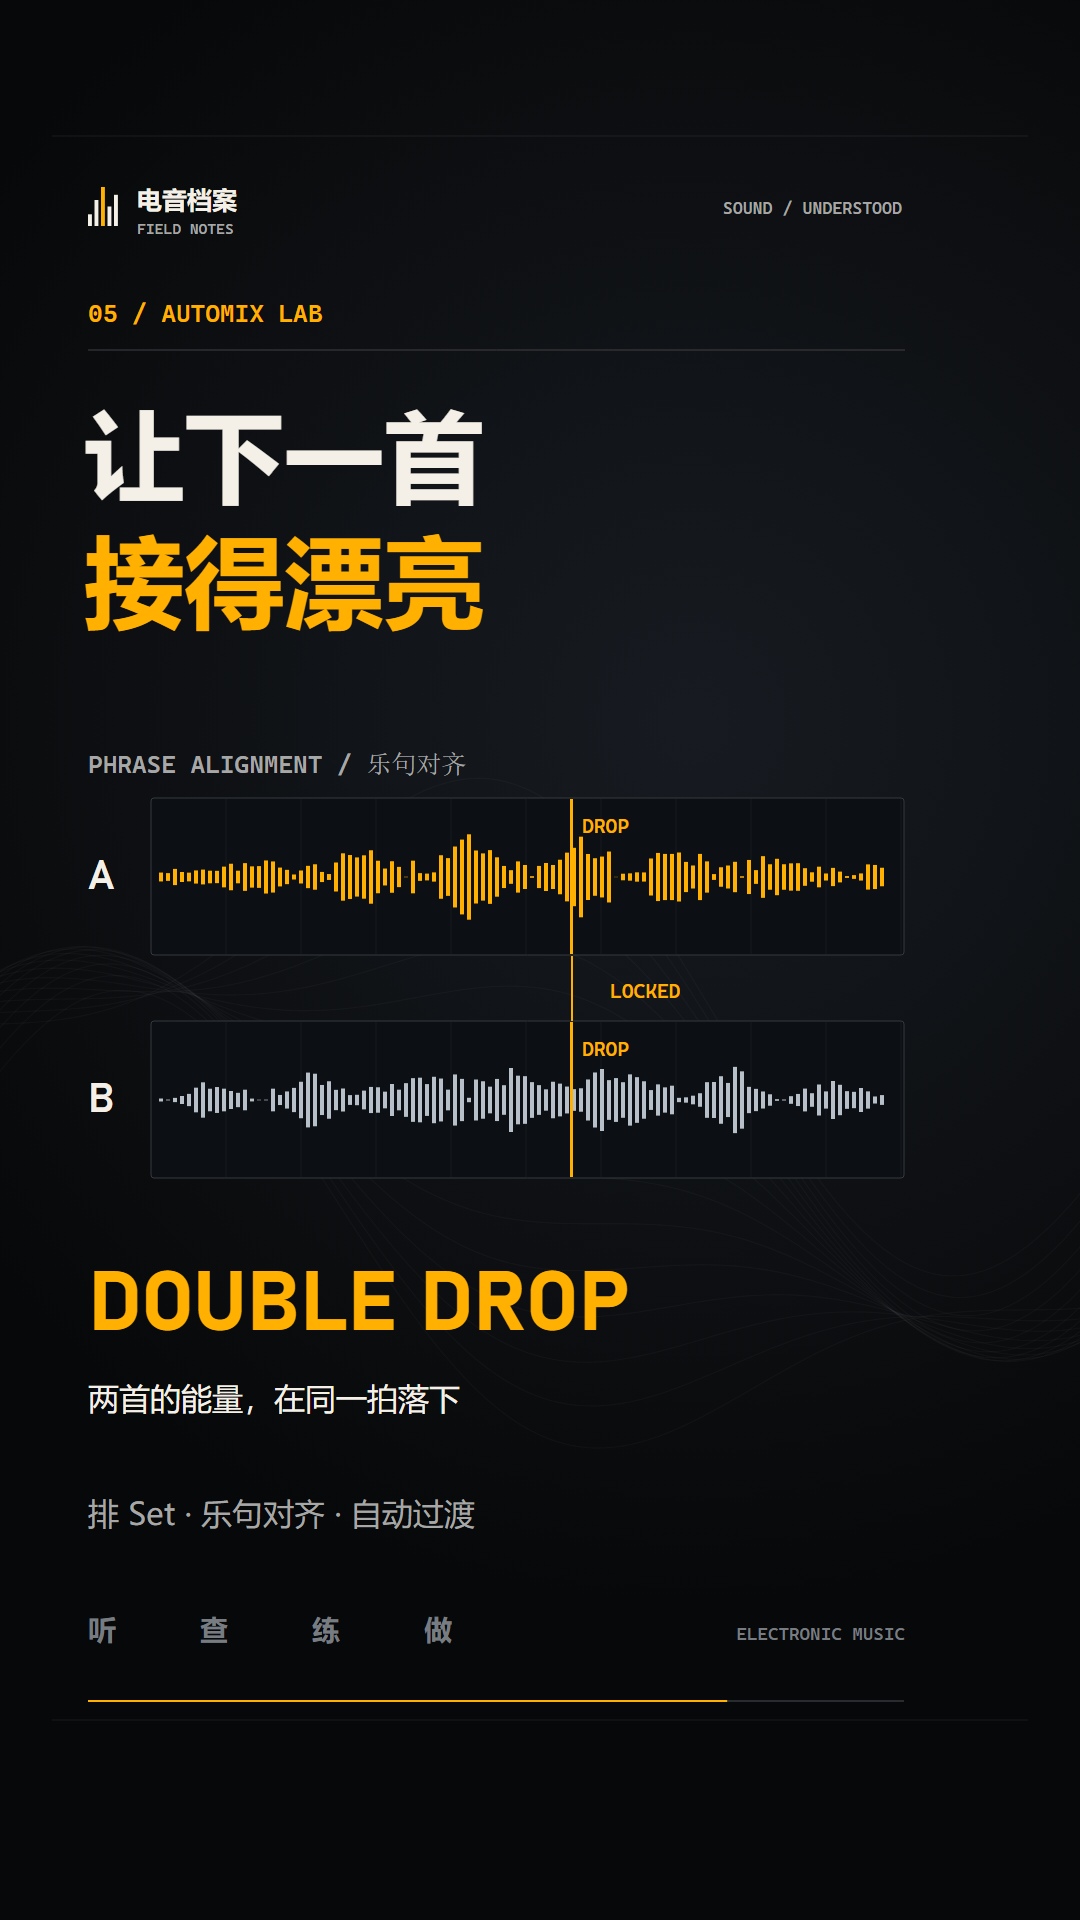 电音档案
FIELD NOTES
SOUND / UNDERSTOOD
05 / AUTOMIX LAB
让下一首
接得漂亮
PHRASE ALIGNMENT / 乐句对齐
DROP
A
LOCKED
DROP
B
DOUBLE DROP
两首的能量，在同一拍落下
排 Set · 乐句对齐 · 自动过渡
听 查 练 做
ELECTRONIC MUSIC